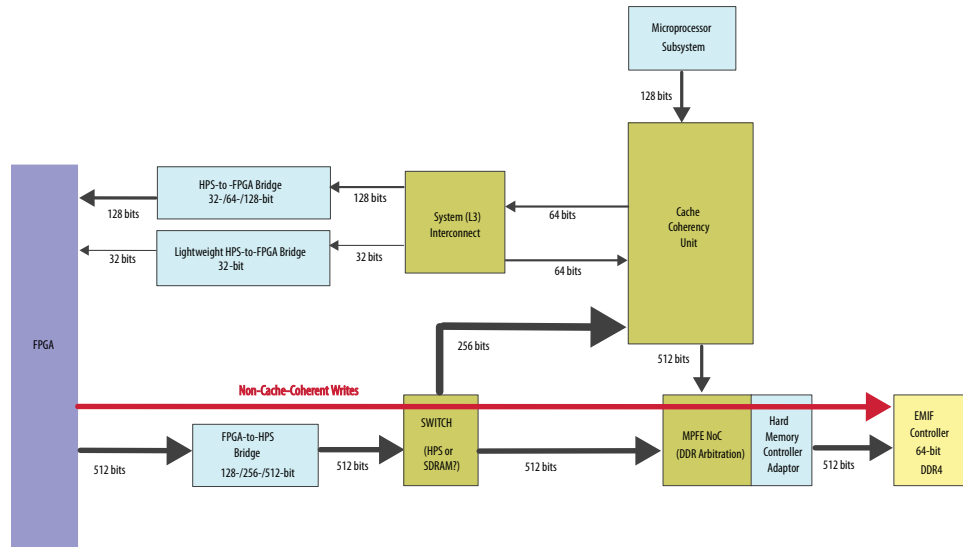 Microprocessor
Subsystem
128 bits
HPS-to -FPGA Bridge
32-/64-/128-bit
128 bits
128 bits
System (L3)
Interconnect
64 bits
Cache
Coherency
Unit
Lightweight HPS-to-FPGA Bridge
32-bit
32 bits
32 bits
64 bits
FPGA
256 bits
512 bits
Non-Cache-Coherent Writes
FPGA-to-HPS
Bridge
128-/256-/512-bit
512 bits
512 bits
SWITCH
(HPS or
SDRAM?)
512 bits
MPFE NoC
(DDR Arbitration)
Hard
Memory
Controller
Adaptor
512 bits
EMIF
Controller
64-bit
DDR4